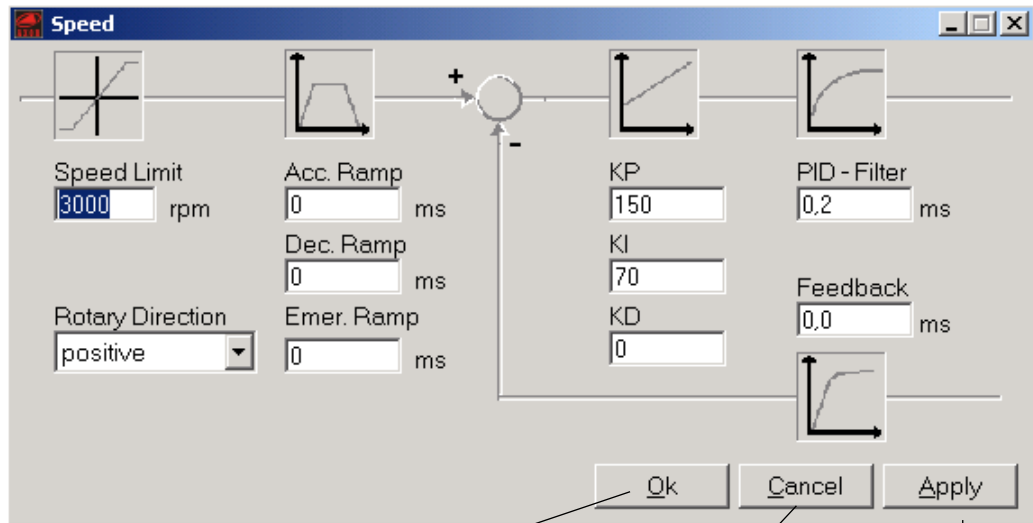 Speed
+
-
Speed Limit
3000 rpm
Rotary Direction
positive
Acc. Ramp
0 ms
Dec. Ramp
0 ms
Emer. Ramp
0 ms
KP
150
KI
70
KD
0
PID - Filter
0,2 ms
Feedback
0,0 ms
Ok Cancel Apply